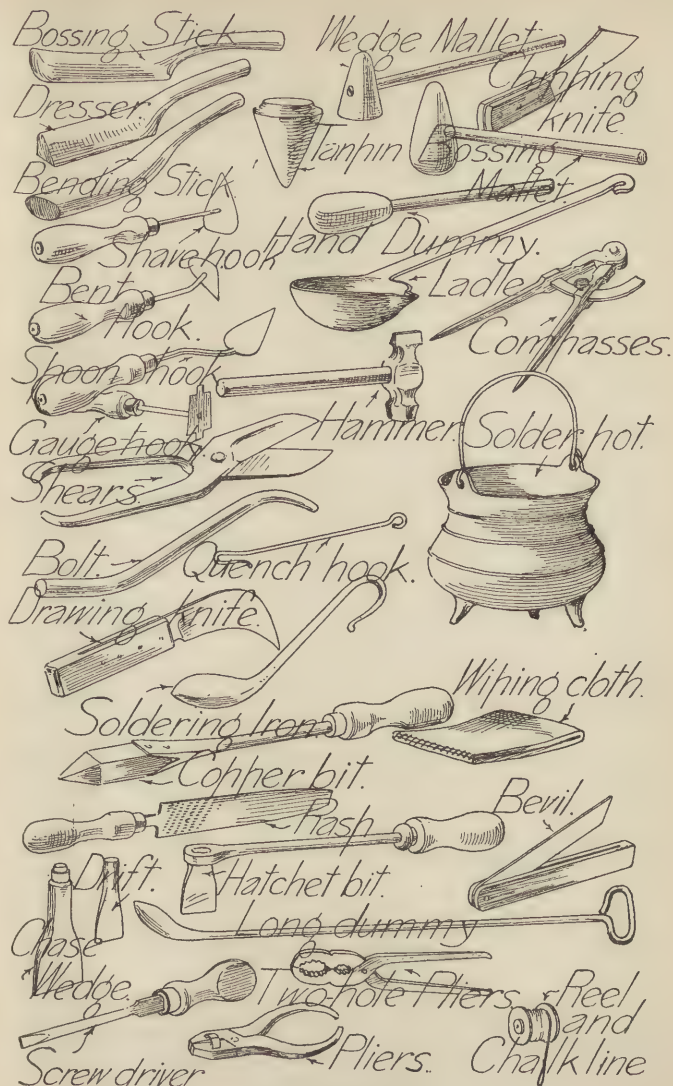 Bossing Stick
Wedge Mallet
Chipping
knife.
Dresser
Tanpin
Bossing
Mallet.
Bending Stick.
Shave hook
Hand Dummy.
Bent
Hook.
Ladle
Compasses.
Spoon hook
Gauge hook.
Hammer.
Solder pot.
Shears.
Bolt.
Quench hook.
Drawing Knife.
Soldering Iron
Wiping cloth.
Copper bit.
Rasp
Bevil.
Drift.
Hatchet bit.
Chase
Wedge.
Long dummy
Two-hole Pliers
Reel
and
Chalk line
Screw driver
Pliers.